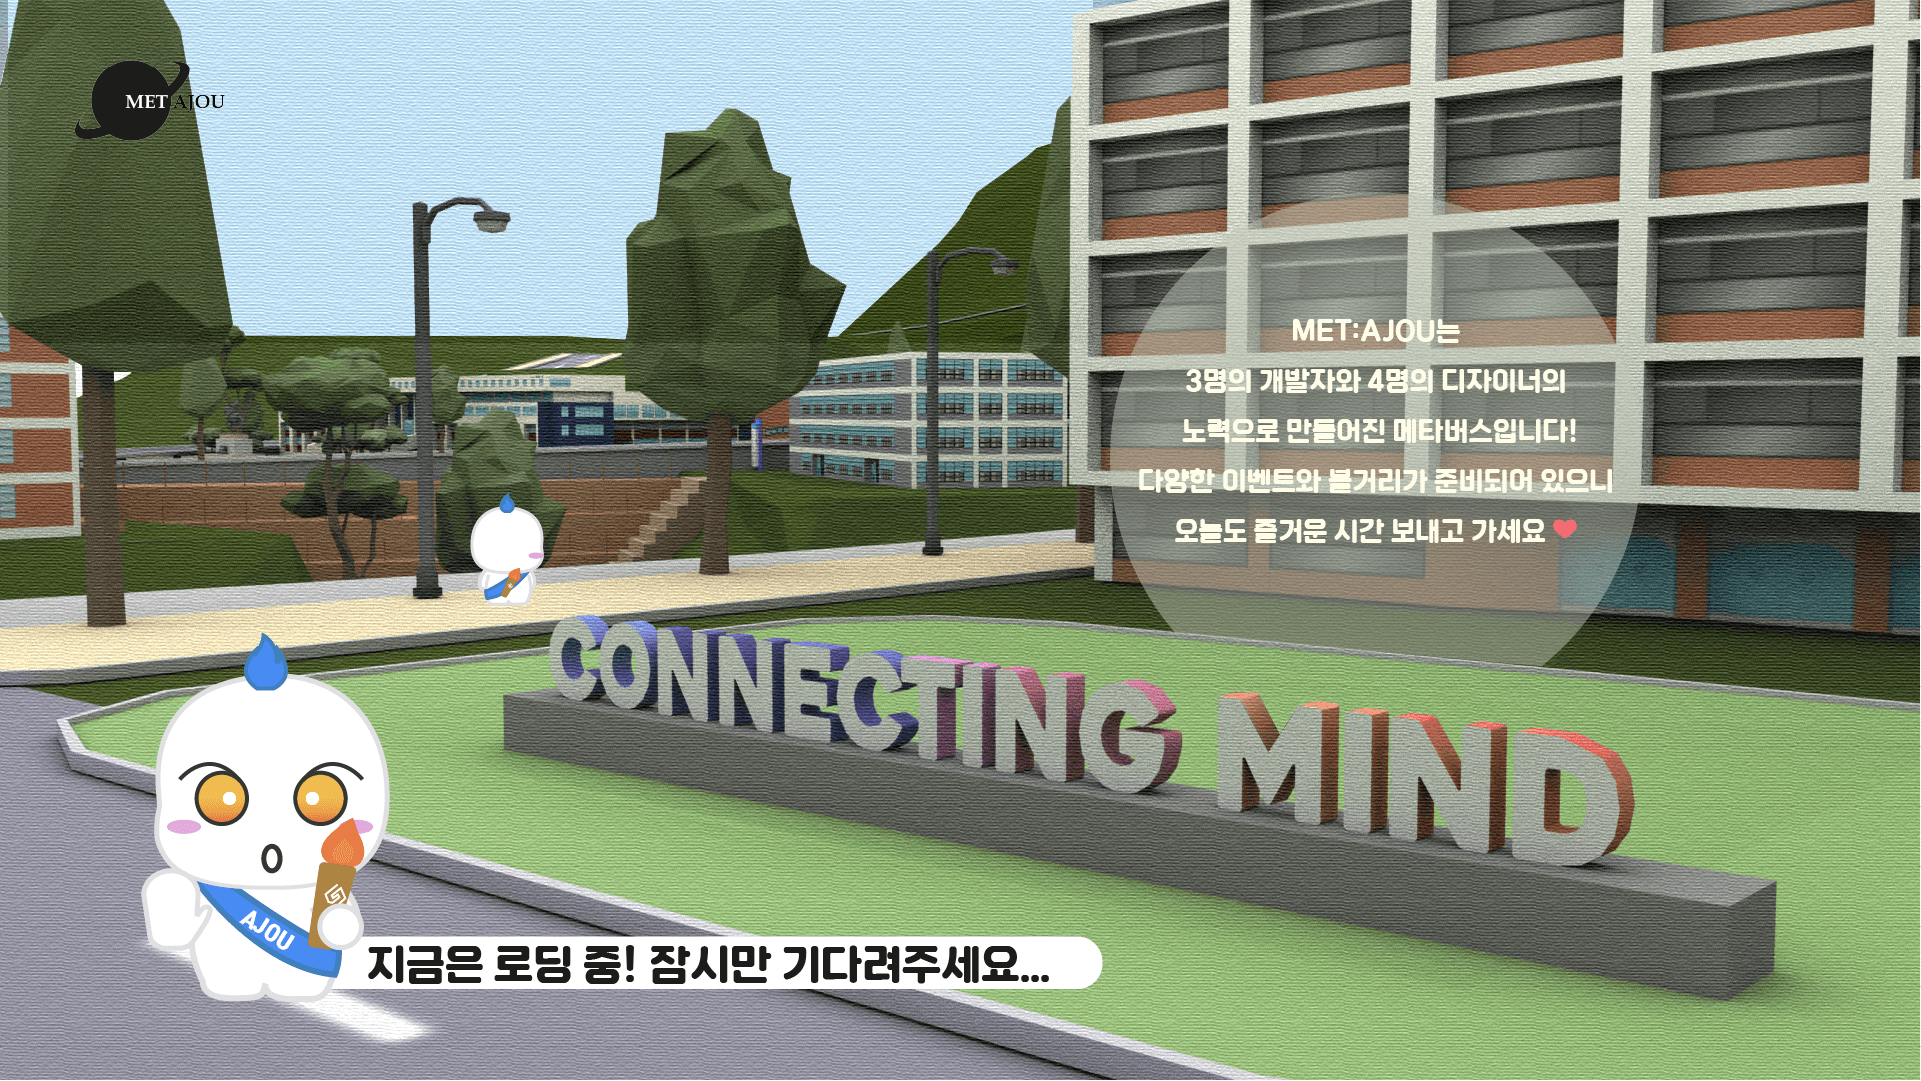 MET AJOU
MET:AJOU는
3명의 개발자와 4명의 디자이너의
노력으로 만들어진 메타버스입니다!
다양한 이벤트와 볼거리가 준비되어 있으니
오늘도 즐거운 시간 보내고 가세요
CONNECTING MIND
AJOU
지금은 로딩 중! 잠시만 기다려주세요...